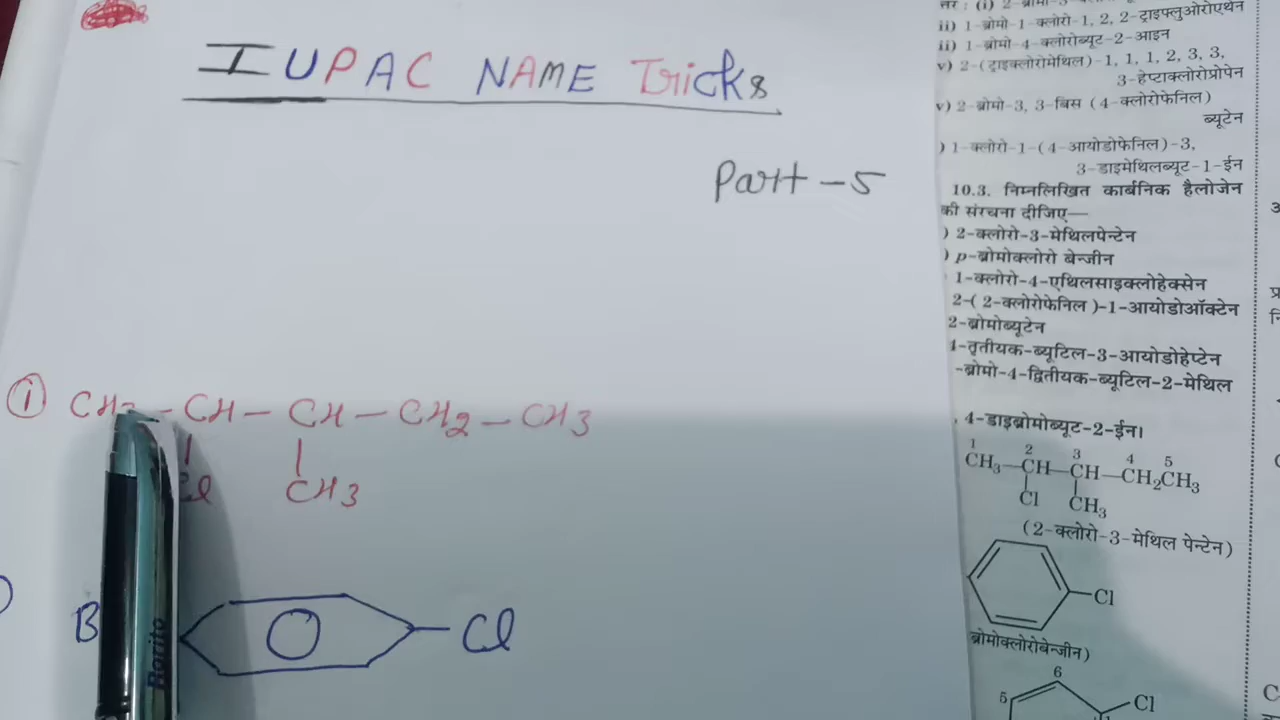 IUPAC NAME Tricks
Part-5
① CH3-CH-CH-CH2-CH3
Cl CH3
B Cl
Barito
ii) 1-ब्रोमो-1-क्लोरो-1, 2, 2-ट्राइफ्लुओरोएथेन
ii) 1-ब्रोमो-4-क्लोरोब्यूट-2-आइन
v) 2-(ट्राइक्लोरोमेथिल)-1, 1, 1, 2, 3, 3,
3-हेप्टाक्लोरोप्रोपेन
v) 2-ब्रोमो-3, 3-बिस (4-क्लोरोफेनिल)
ब्यूटेन
) 1-क्लोरो-1-(4-आयोडोफेनिल)-3,
3-डाइमेथिलब्यूट-1-ईन
10.3. निम्नलिखित कार्बनिक हैलोजेन
की संरचना दीजिए—
) 2-क्लोरो-3-मेथिलपेन्टेन
) p-ब्रोमोक्लोरो बेन्जीन
1-क्लोरो-4-एथिलसाइक्लोहेक्सेन
2-(2-क्लोरोफेनिल)-1-आयोडोऑक्टेन
2-ब्रोमोब्यूटेन
4-तृतीयक-ब्यूटिल-3-आयोडोहेप्टेन
-ब्रोमो-4-द्वितीयक-ब्यूटिल-2-मेथिल
, 4-डाइब्रोमोब्यूट-2-ईन।
1 2 3 4 5
CH3—CH—CH—CH2CH3
Cl CH3
(2-क्लोरो-3-मेथिल पेन्टेन)
Cl
ब्रोमोक्लोरोबेन्जीन)
6
5 Cl